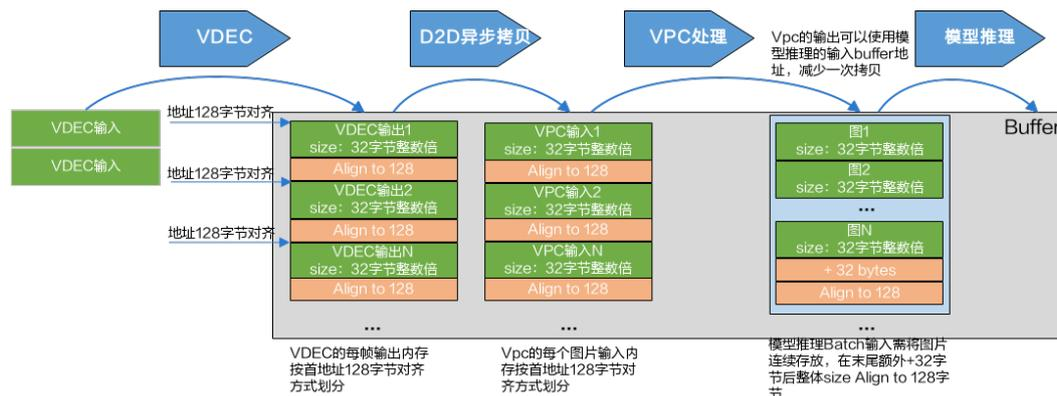 VDEC
D2D异步拷贝
VPC处理
Vpc的输出可以使用模
型推理的输入buffer地
址，减少一次拷贝
模型推理
VDEC输入
VDEC输入
地址128字节对齐
地址128字节对齐
地址128字节对齐
VDEC输出1
size：32字节整数倍
Align to 128
VDEC输出2
size：32字节整数倍
Align to 128
VDEC输出N
size：32字节整数倍
Align to 128
...
VPC输入1
size：32字节整数倍
Align to 128
VPC输入2
size：32字节整数倍
Align to 128
VPC输入N
size：32字节整数倍
Align to 128
...
图1
size：32字节整数倍
图2
size：32字节整数倍
...
图N
size：32字节整数倍
+ 32 bytes
Align to 128
...
Buffer
VDEC的每帧输出内存
按首地址128字节对齐
方式划分
Vpc的每个图片输入内
存按首地址128字节对
齐方式划分
模型推理Batch输入需将图片
连续存放，在末尾额外+32字
节后整体size Align to 128字
节